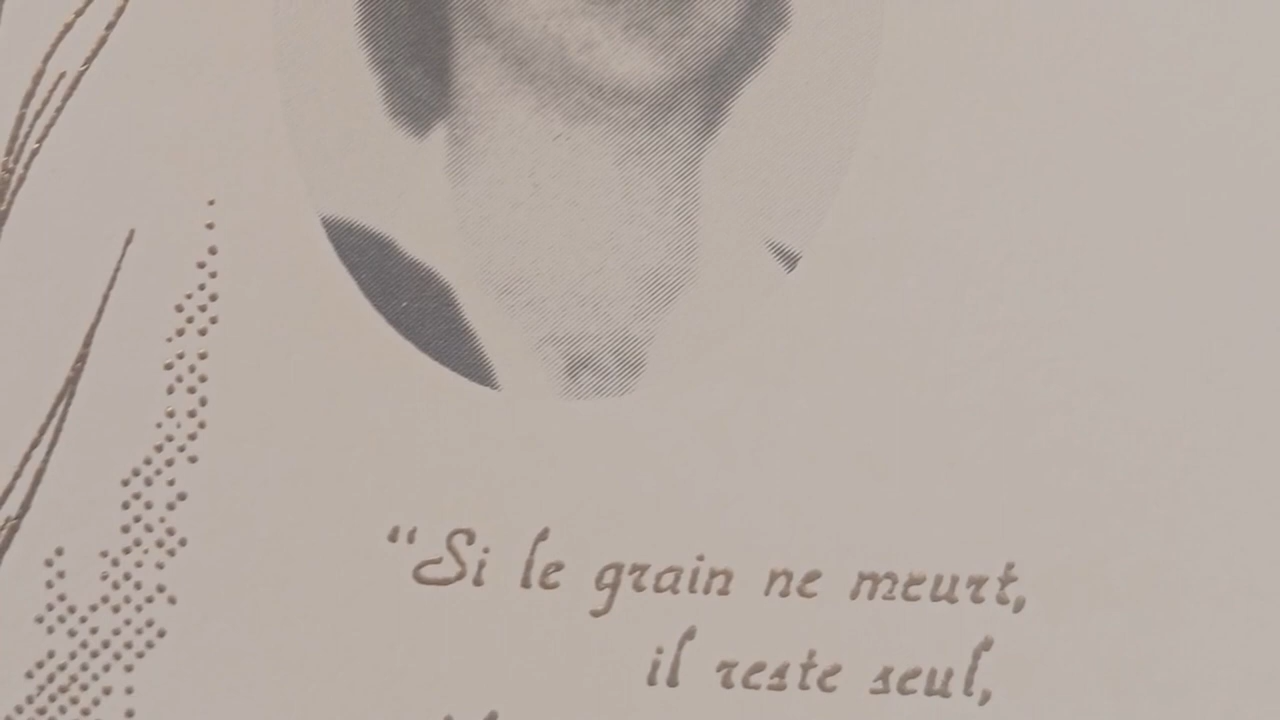 “Si le grain ne meurt,
il reste seul,